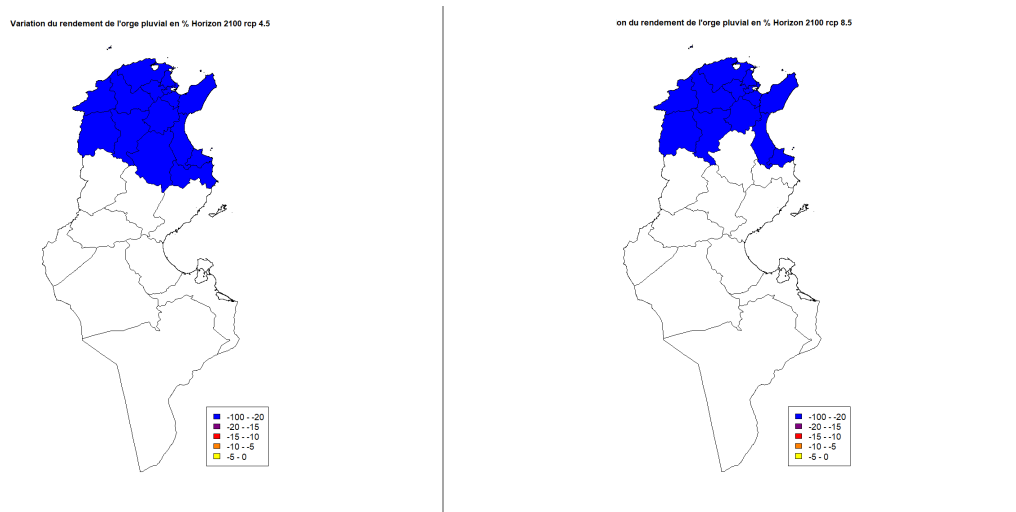 Variation du rendement de l'orge pluvial en % Horizon 2100 rcp 4.5
-100 - -20
-20 - -15
-15 - -10
-10 - -5
-5 - 0
on du rendement de l'orge pluvial en % Horizon 2100 rcp 8.5
-100 - -20
-20 - -15
-15 - -10
-10 - -5
-5 - 0